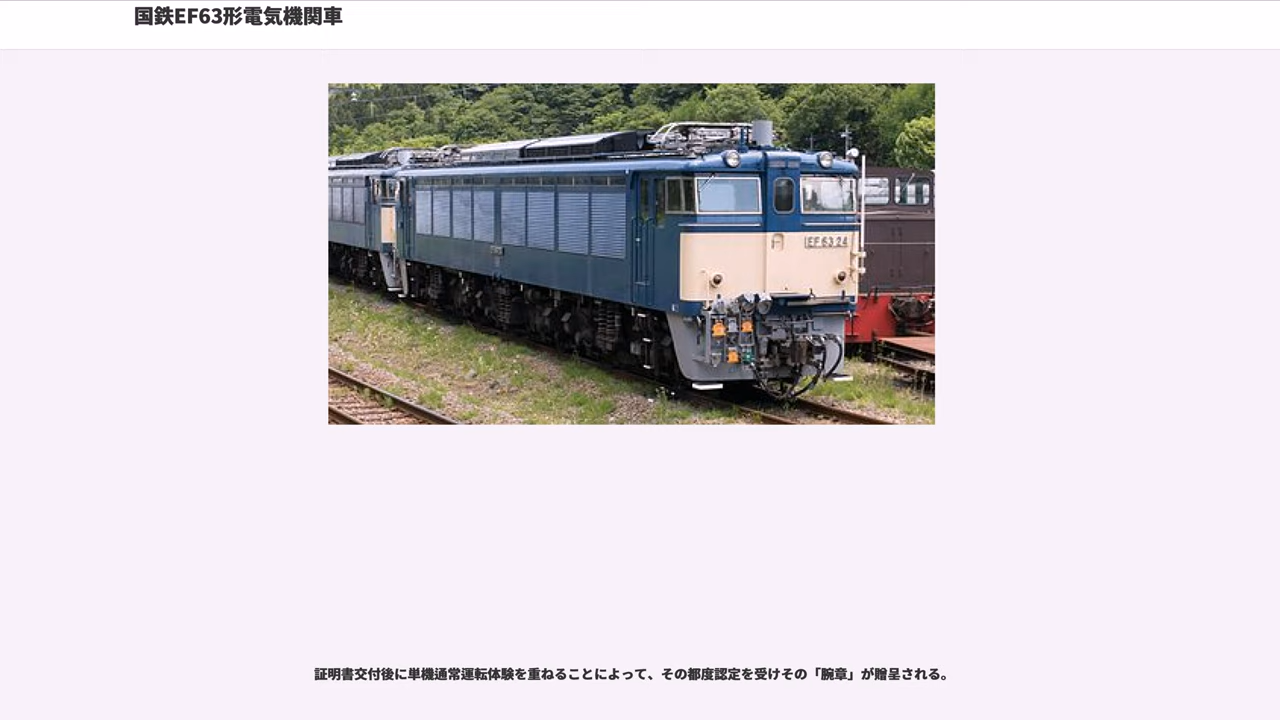 国鉄EF63形電気機関車
EF63 24
証明書交付後に単機通常運転体験を重ねることによって、その都度認定を受けその「腕章」が贈呈される。